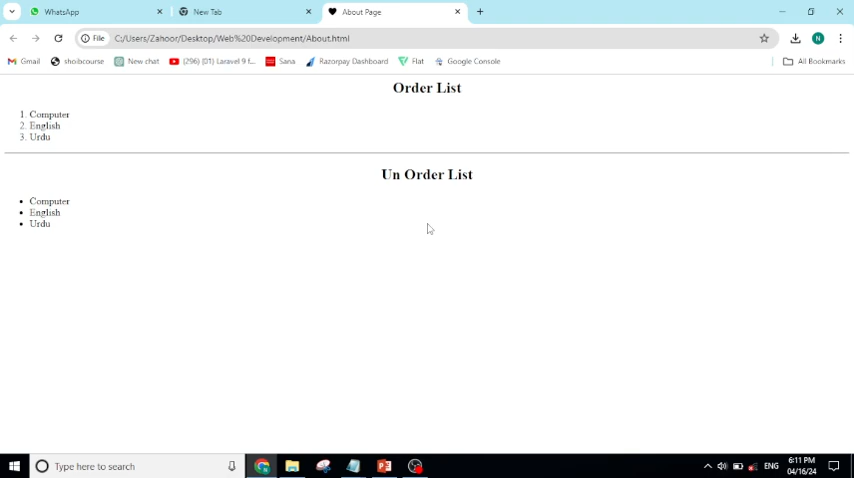 WhatsApp
New Tab
About Page
File
C:/Users/Zahoor/Desktop/Web%20Development/About.html
Gmail
shoibcourse
New chat
(296) [01] Laravel 9 f...
Sana
Razorpay Dashboard
Flat
Google Console
All Bookmarks
Order List
1. Computer
2. English
3. Urdu
Un Order List
• Computer
• English
• Urdu
Type here to search
ENG
6:11 PM
04/16/24